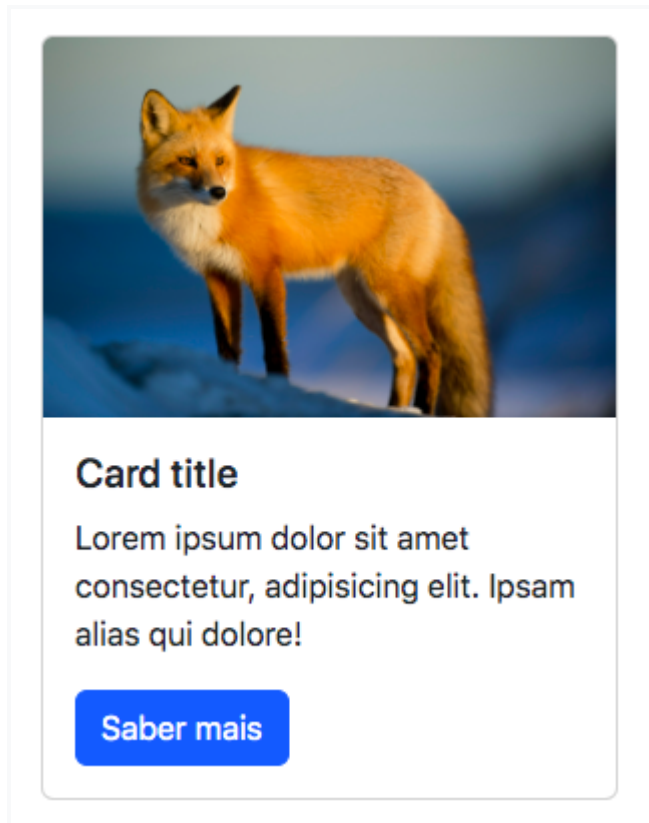 Card title
Lorem ipsum dolor sit amet
consectetur, adipisicing elit. Ipsam
alias qui dolore!
Saber mais